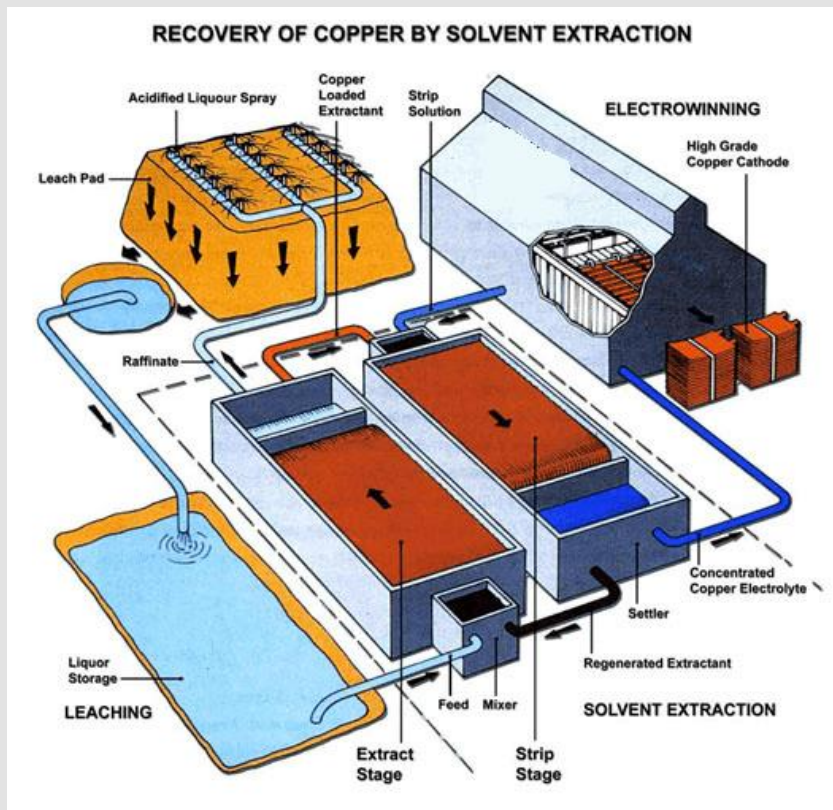 RECOVERY OF COPPER BY SOLVENT EXTRACTION
Acidified Liquour Spray
Copper
Loaded
Extractant
Strip
Solution
ELECTROWINNING
High Grade
Copper Cathode
Leach Pad
Raffinate
Concentrated
Copper Electrolyte
Settler
Regenerated Extractant
Liquor
Storage
LEACHING
Feed
Mixer
SOLVENT EXTRACTION
Extract
Stage
Strip
Stage